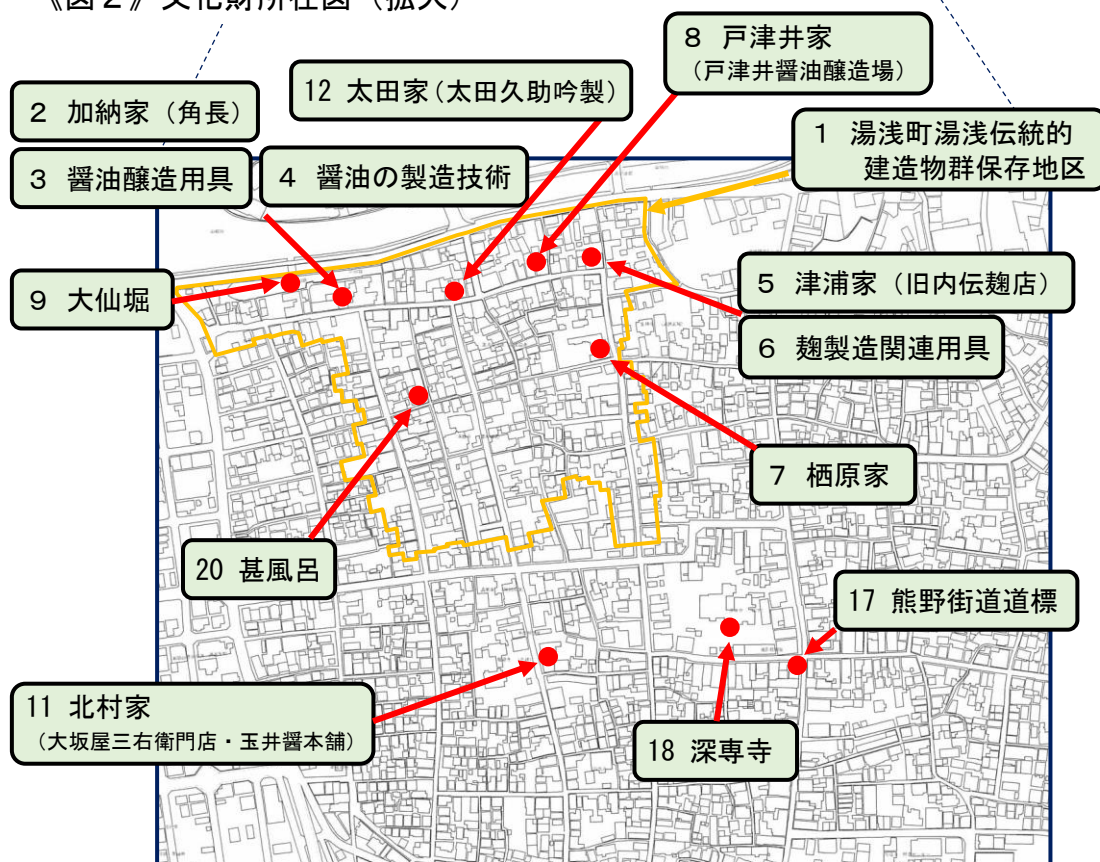 《図２》文化財所在図（拡大）
８ 戸津井家
（戸津井醤油醸造場）
12 太田家（太田久助吟製）
２ 加納家（角長）
１ 湯浅町湯浅伝統的
建造物群保存地区
３ 醤油醸造用具
４ 醤油の製造技術
９ 大仙堀
５ 津浦家（旧内伝麹店）
６ 麹製造関連用具
７ 栖原家
20 甚風呂
17 熊野街道道標
11 北村家
（大坂屋三右衛門店・玉井醤本舗）
18 深専寺